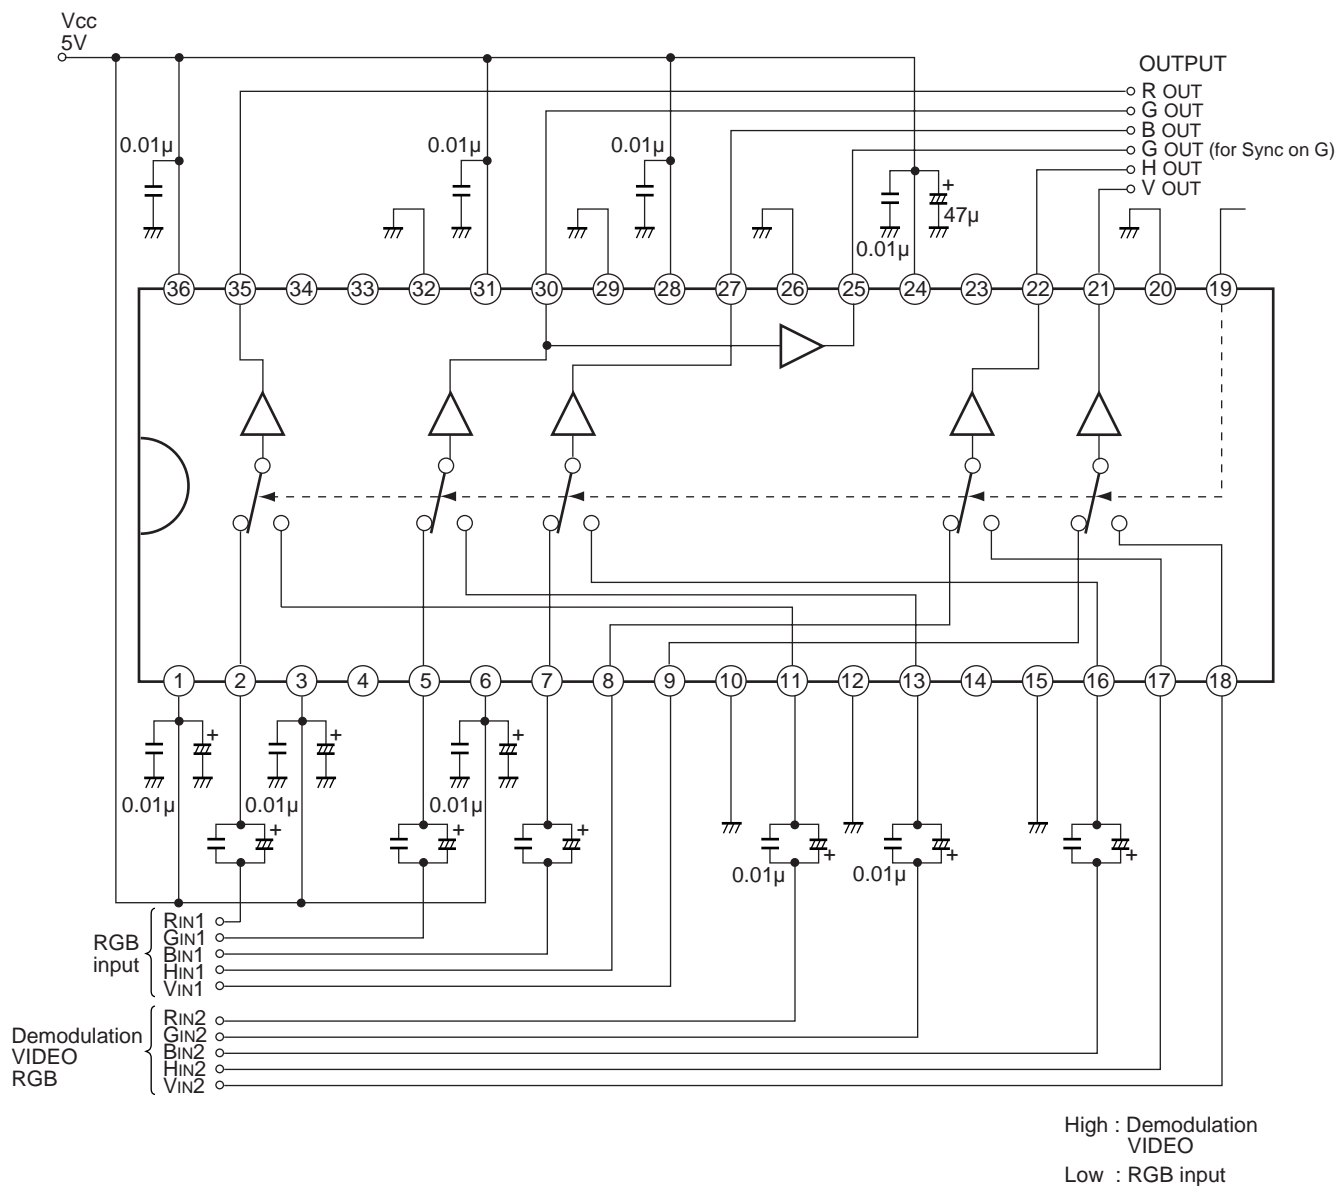 Vcc
5V
OUTPUT
R OUT
G OUT
B OUT
G OUT (for Sync on G)
H OUT
V OUT
0.01µ
0.01µ
0.01µ
+
47µ
0.01µ
36 35 34 33 32 31 30 29 28 27 26 25 24 23 22 21 20 19
1 2 3 4 5 6 7 8 9 10 11 12 13 14 15 16 17 18
+ + +
0.01µ 0.01µ 0.01µ
+ + + + + +
0.01µ 0.01µ
RGB
input
RIN1
GIN1
BIN1
HIN1
VIN1
Demodulation
VIDEO
RGB
RIN2
GIN2
BIN2
HIN2
VIN2
High : Demodulation
VIDEO
Low : RGB input